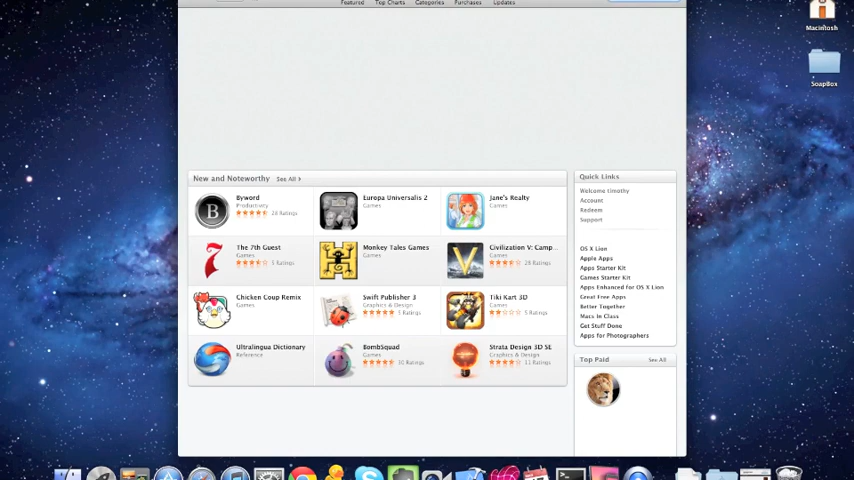 Featured Top Charts Categories Purchases Updates
Macintosh
SoapBox
New and Noteworthy See All
Byword
Productivity
28 Ratings
Europa Universalis 2
Games
Jane's Realty
Games
The 7th Guest
Games
5 Ratings
Monkey Tales Games
Games
Civilization V: Camp...
Games
28 Ratings
Chicken Coup Remix
Games
Swift Publisher 3
Graphics & Design
5 Ratings
Tiki Kart 3D
Games
5 Ratings
Ultralingua Dictionary
Reference
BombSquad
Games
30 Ratings
Strata Design 3D SE
Graphics & Design
11 Ratings
Quick Links
Welcome timothy
Account
Redeem
Support
OS X Lion
Apple Apps
Apps Starter Kit
Games Starter Kit
Apps Enhanced for OS X Lion
Great Free Apps
Better Together
Macs In Class
Get Stuff Done
Apps for Photographers
Top Paid See All